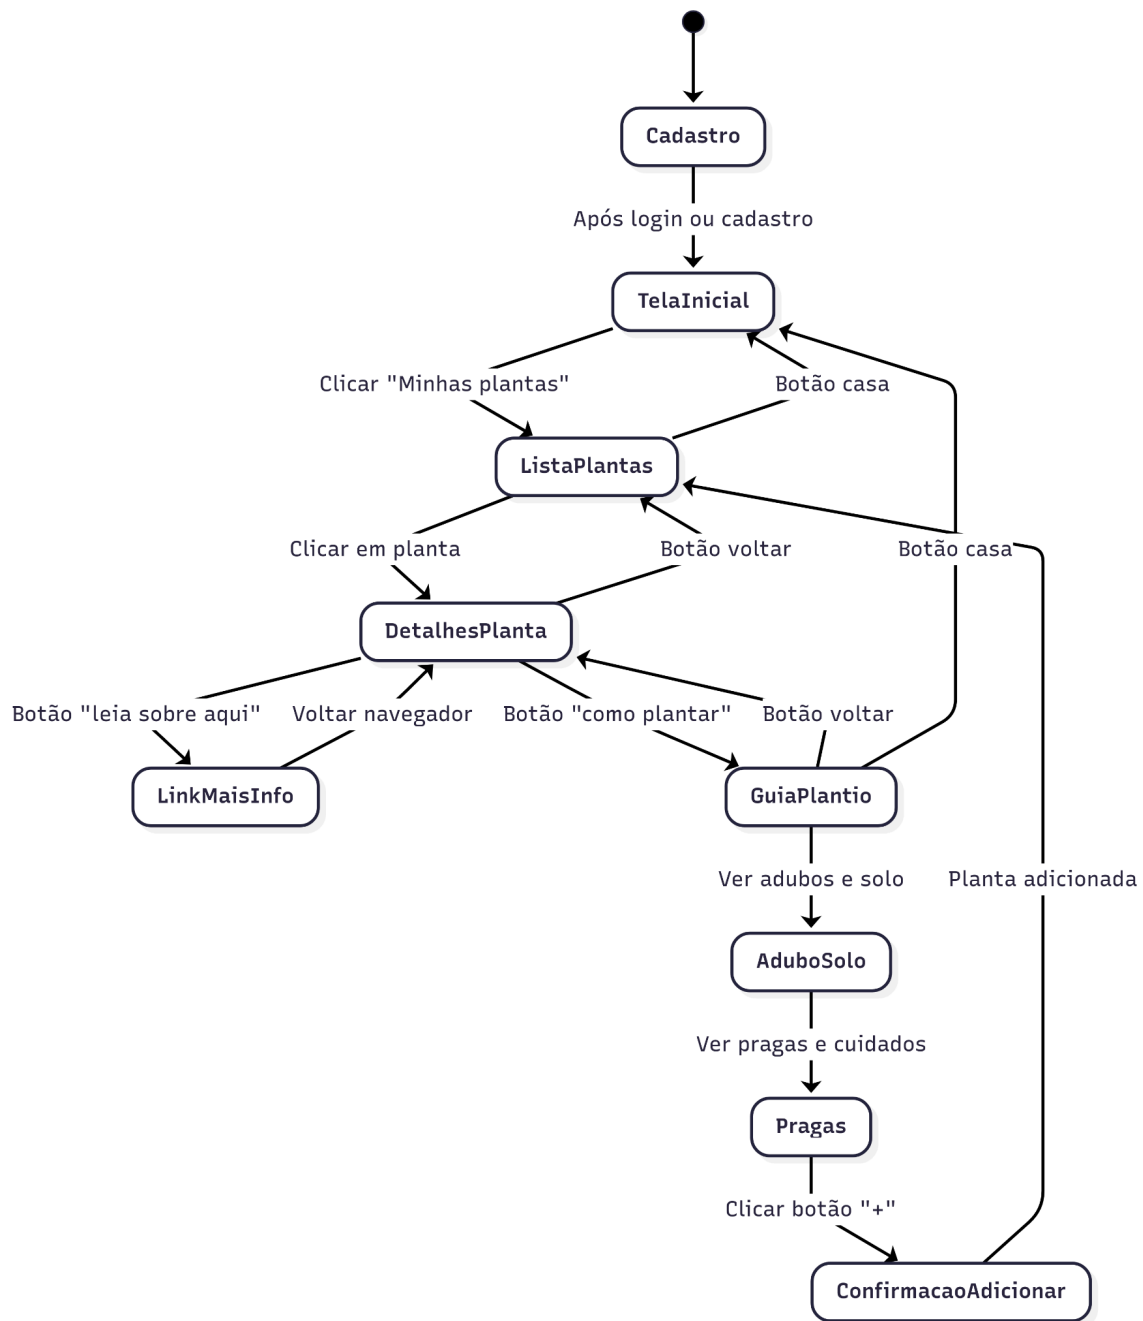 Cadastro
Após login ou cadastro
TelaInicial
Clicar "Minhas plantas"
Botão casa
ListaPlantas
Clicar em planta
Botão voltar
Botão casa
DetalhesPlanta
Botão "leia sobre aqui"
Voltar navegador
Botão "como plantar"
Botão voltar
LinkMaisInfo
GuiaPlantio
Ver adubos e solo
Planta adicionada
AduboSolo
Ver pragas e cuidados
Pragas
Clicar botão "+"
ConfirmacaoAdicionar